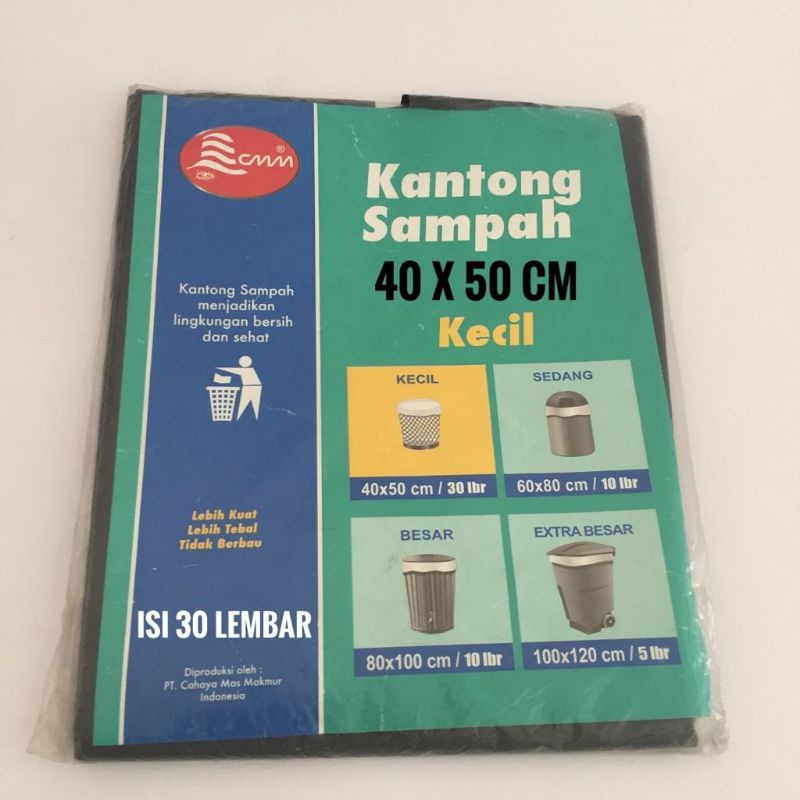 CMM ®
Kantong Sampah
menjadikan
lingkungan bersih
dan sehat
Lebih Kuat
Lebih Tebal
Tidak Berbau
ISI 30 LEMBAR
Diproduksi oleh :
PT. Cahaya Mas Makmur
Indonesia
Kantong
Sampah
40 X 50 CM
Kecil
KECIL
40x50 cm / 30 lbr
SEDANG
60x80 cm / 10 lbr
BESAR
80x100 cm / 10 lbr
EXTRA BESAR
100x120 cm / 5 lbr